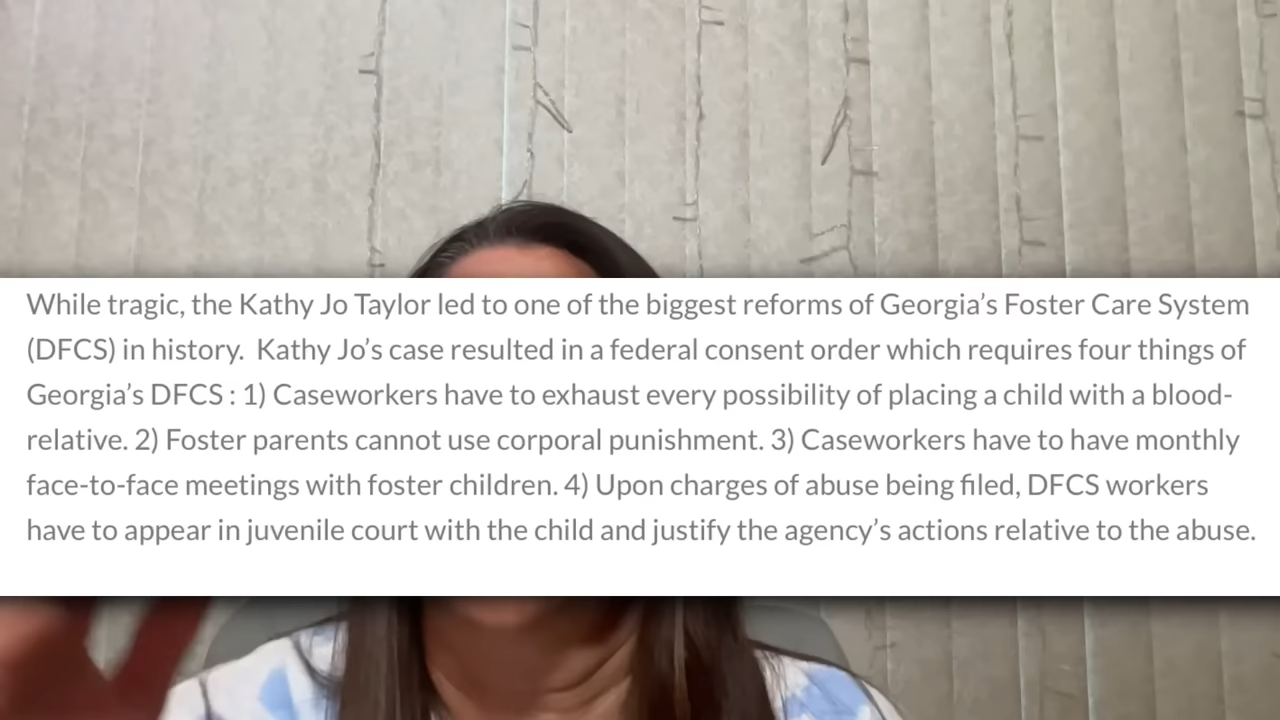 While tragic, the Kathy Jo Taylor led to one of the biggest reforms of Georgia’s Foster Care System
(DFCS) in history.  Kathy Jo’s case resulted in a federal consent order which requires four things of
Georgia’s DFCS : 1) Caseworkers have to exhaust every possibility of placing a child with a blood-
relative. 2) Foster parents cannot use corporal punishment. 3) Caseworkers have to have monthly
face-to-face meetings with foster children. 4) Upon charges of abuse being filed, DFCS workers
have to appear in juvenile court with the child and justify the agency’s actions relative to the abuse.